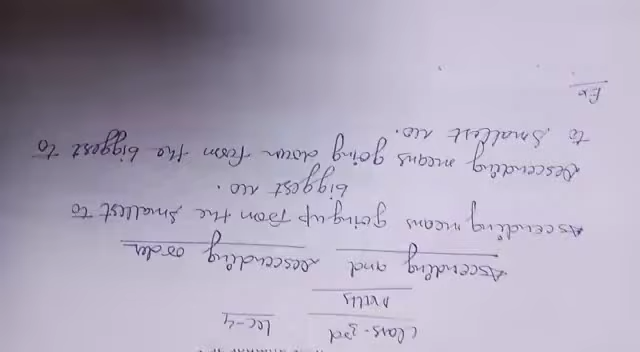 Class-3rd Lec-4
Maths
Ascending and Descending order
Ascending means going up from the smallest to
biggest no.
Descending means going down from the biggest to
to smallest no.
Ex